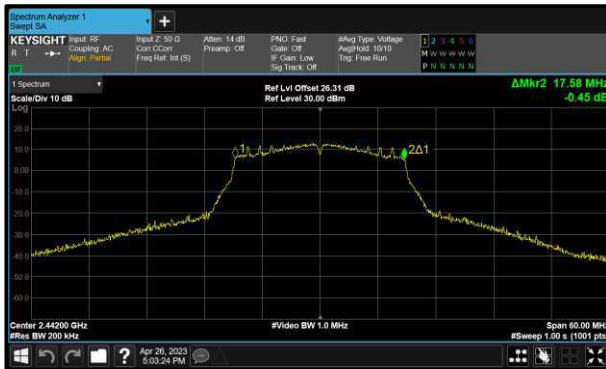 Spectrum Analyzer 1
Swept SA
+
KEYSIGHT
R T
LXI
Input: RF
Coupling: AC
Align: Partial
Input Z: 50 Ω
Corr CCorr
Freq Ref: Int (S)
Atten: 14 dB
Preamp: Off
PNO: Fast
Gate: Off
IF Gain: Low
Sig Track: Off
#Avg Type: Voltage
Avg|Hold: 10/10
Trig: Free Run
1 2 3 4 5 6
M W W W W W
P N N N N N
1 Spectrum
Scale/Div 10 dB
Ref Lvl Offset 26.31 dB
Ref Level 30.00 dBm
ΔMkr2 17.58 MHz
-0.45 dB
Log
20.0
10.0
0.00
-10.0
-20.0
-30.0
-40.0
-50.0
-60.0
1
2Δ1
Center 2.44200 GHz
#Res BW 200 kHz
#Video BW 1.0 MHz
Span 60.00 MHz
#Sweep 1.00 s (1001 pts)
?
Apr 26, 2023
5:03:24 PM